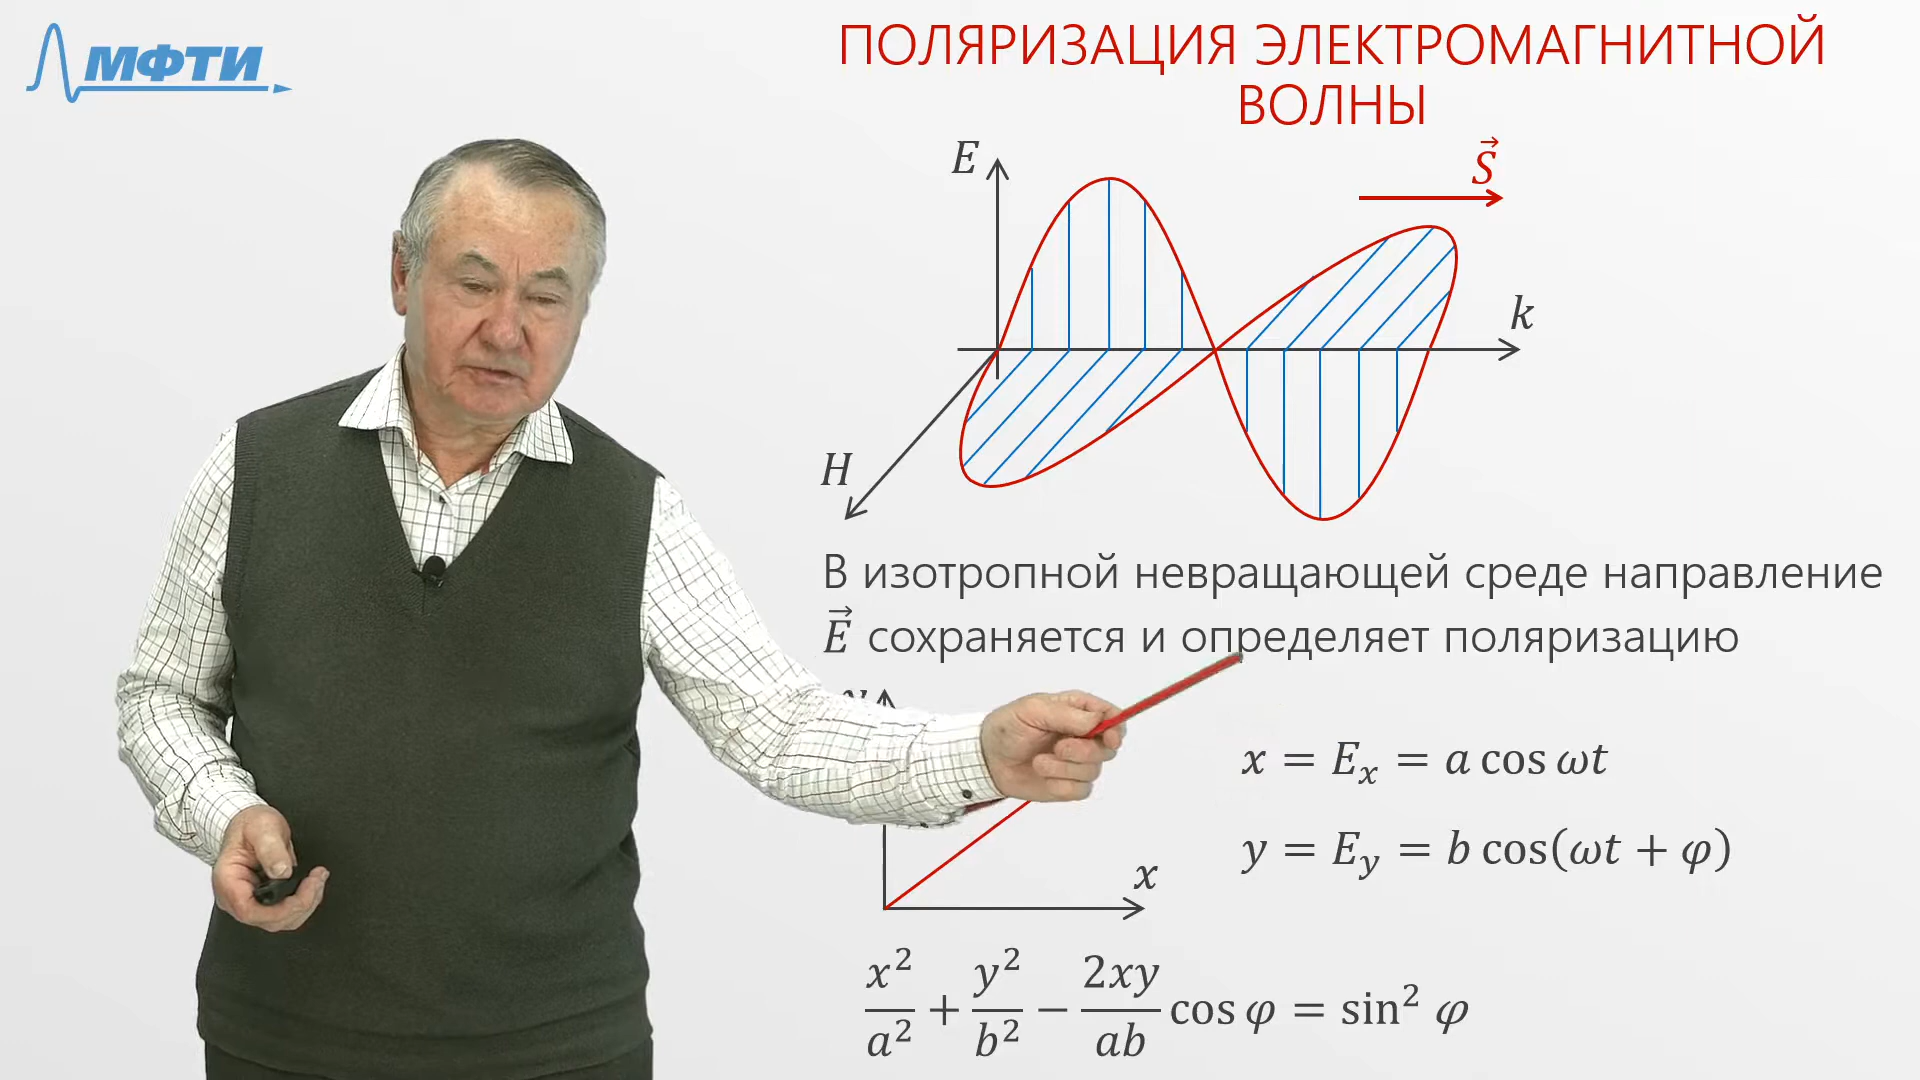 МФТИ
ПОЛЯРИЗАЦИЯ ЭЛЕКТРОМАГНИТНОЙ
ВОЛНЫ
E
S⃗
k
H
В изотропной невращающей среде направление
E⃗ сохраняется и определяет поляризацию
x = Eₓ = a cos ωt
y = E_y = b cos(ωt + φ)
x
x²/a² + y²/b² − 2xy/ab cos φ = sin² φ